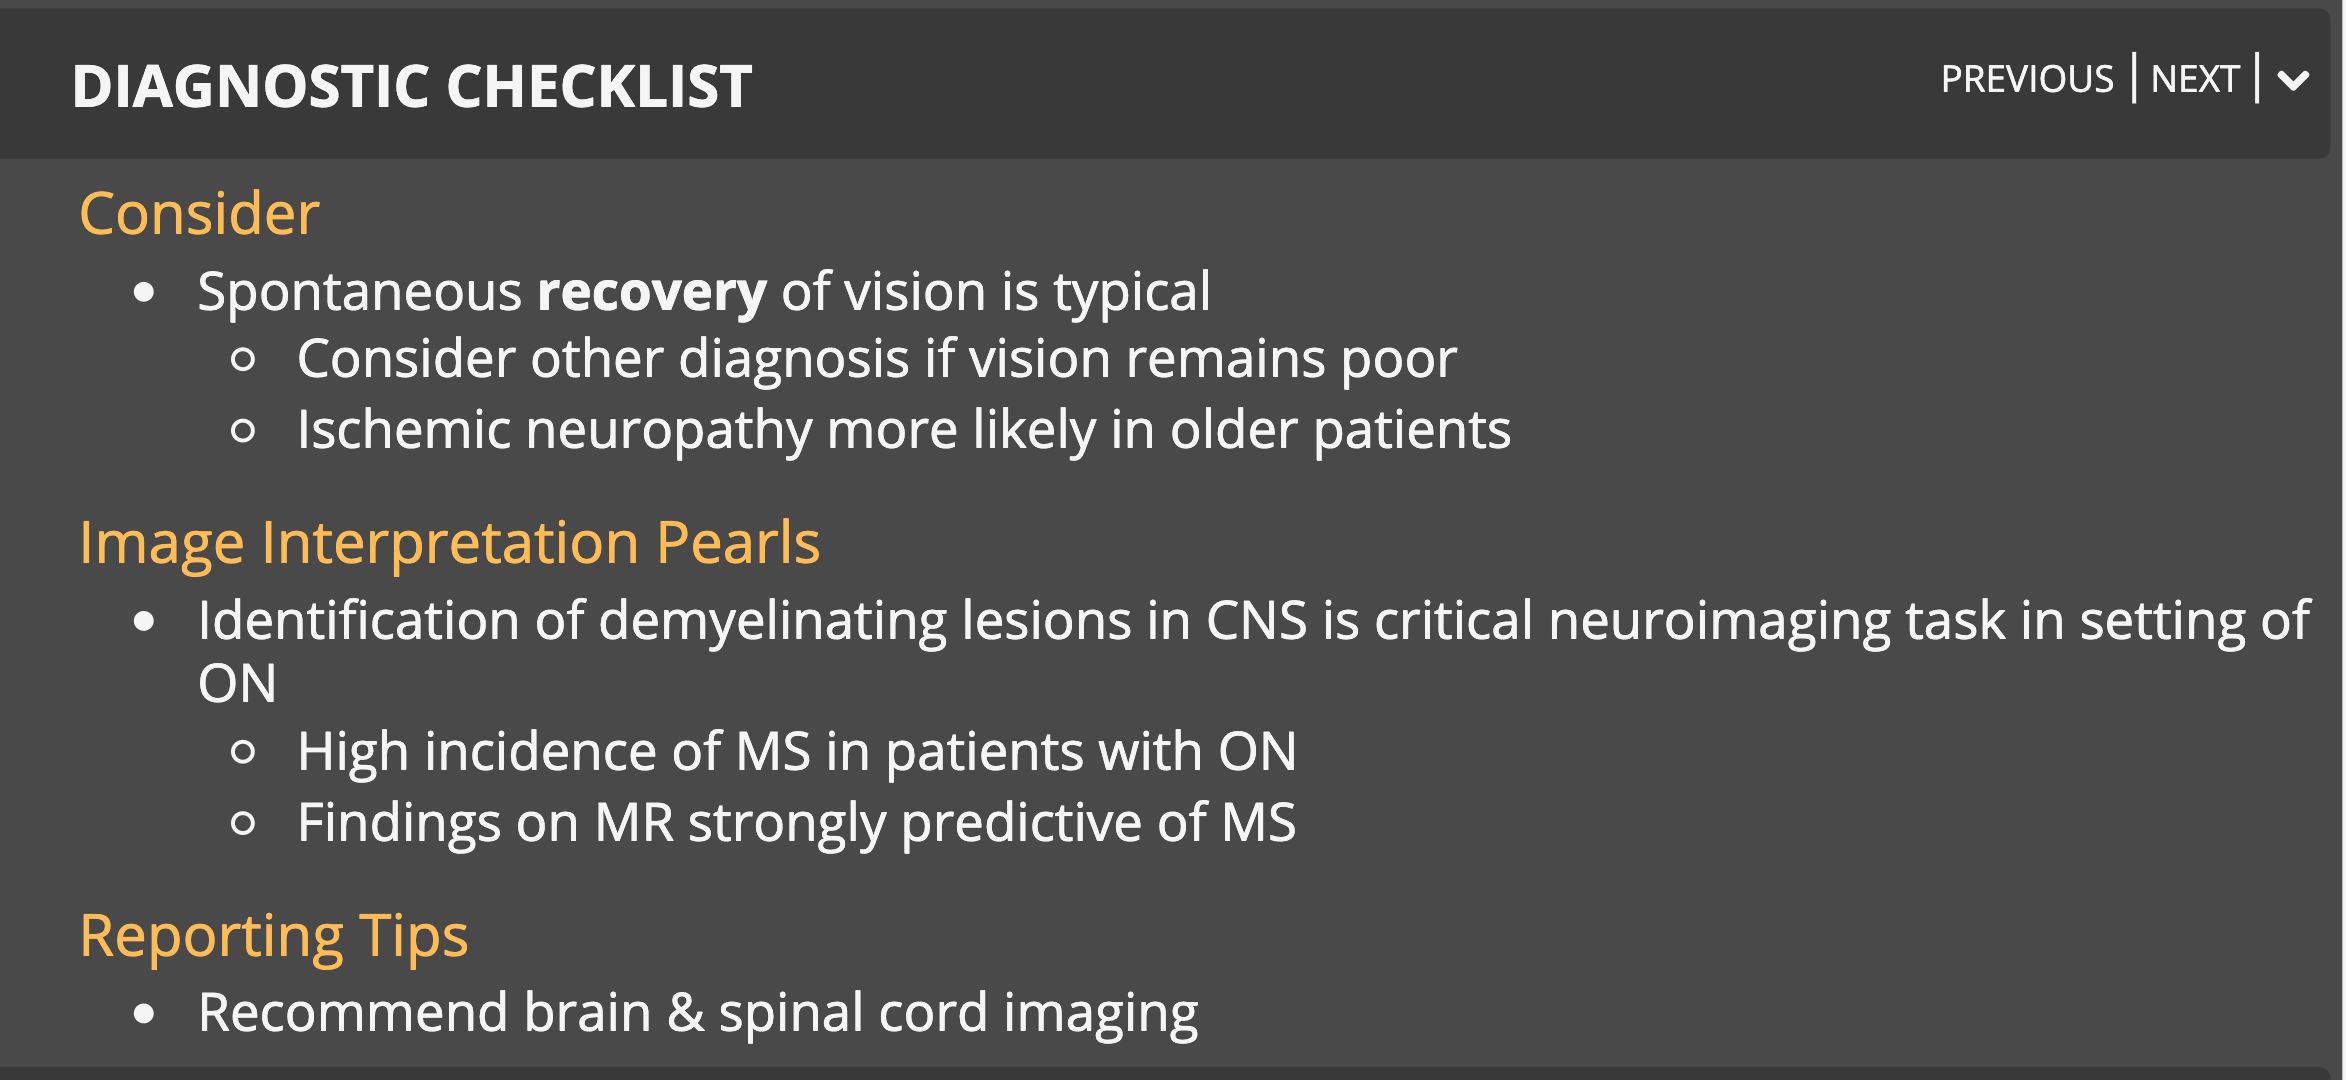 DIAGNOSTIC CHECKLIST
PREVIOUS | NEXT |
Consider
• Spontaneous recovery of vision is typical
○ Consider other diagnosis if vision remains poor
○ Ischemic neuropathy more likely in older patients
Image Interpretation Pearls
• Identification of demyelinating lesions in CNS is critical neuroimaging task in setting of
ON
○ High incidence of MS in patients with ON
○ Findings on MR strongly predictive of MS
Reporting Tips
• Recommend brain & spinal cord imaging